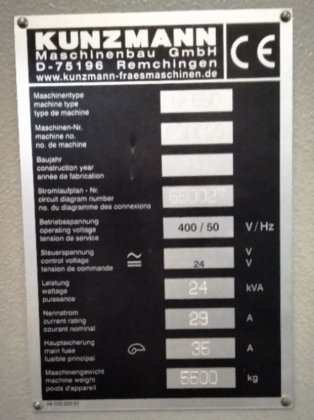 KUNZMANN
Maschinenbau GmbH
D-75196 Remchingen
www.kunzmann-fraesmaschinen.de
CE
Maschinentype
machine type
type de machine
Maschinen-Nr.
machine no.
no. de machine
Baujahr
construction year
année de fabrication
Stromlaufplan - Nr.
circuit diagram number
no. du diagramme des connexions
Betriebsspannung
operating voltage
tension de service
400 / 50 V / Hz
Steuerspannung
control voltage
tension de commande
24 V
V
Leistung
wattage
puissance
24 kVA
Nennstrom
current rating
courant nominal
29 A
Hauptsicherung
main fuse
fusible principal
35 A
Maschinengewicht
machine weight
poids d'appareil
5500 kg